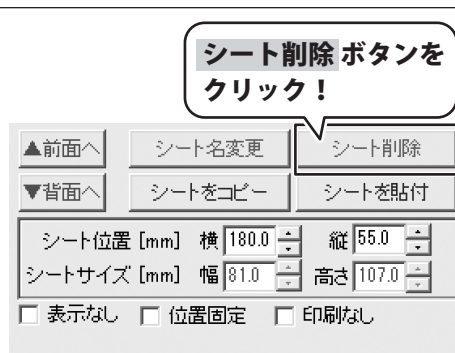 シート削除 ボタンを
クリック！
▲前面へ シート名変更 シート削除
▼背面へ シートをコピー シートを貼付
シート位置 [mm] 横 180.0 縦 55.0
シートサイズ [mm] 幅 81.0 高さ 107.0
表示なし 位置固定 印刷なし